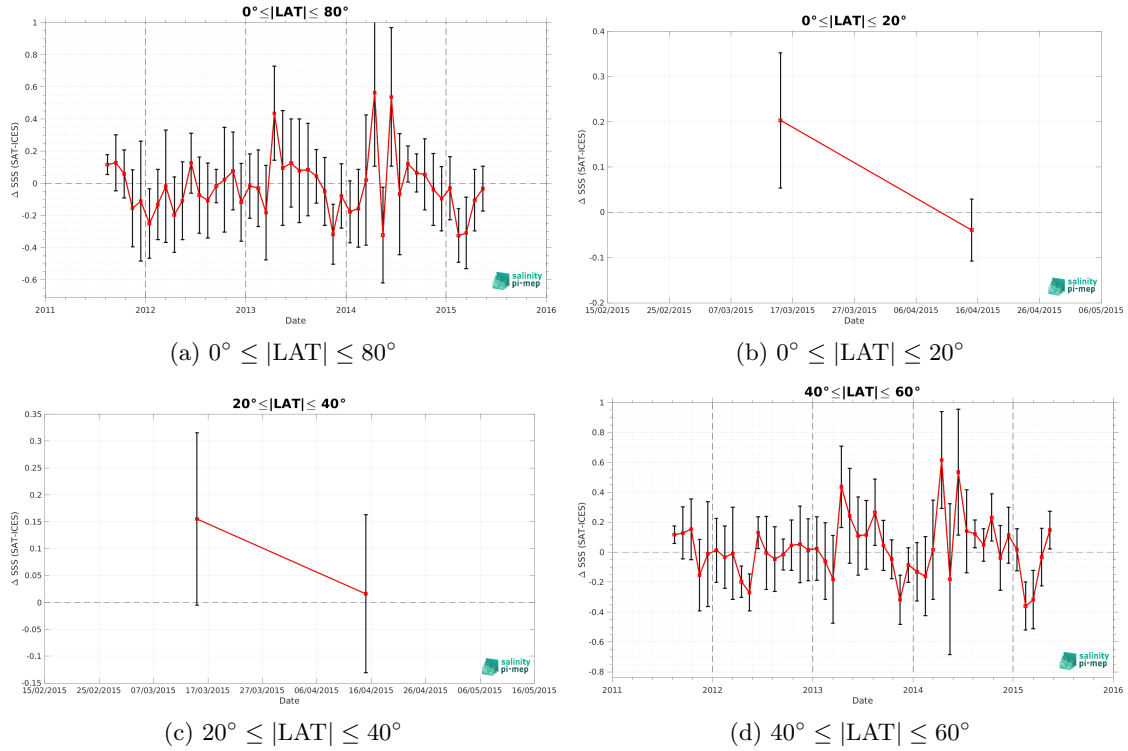 0°≤|LAT|≤ 80°
Δ SSS (SAT-ICES)
1
0.8
0.6
0.4
0.2
0
-0.2
-0.4
-0.6
2011 2012 2013 2014 2015 2016
Date
salinity
pi-mep
(a) 0° ≤ |LAT| ≤ 80°
0°≤|LAT|≤ 20°
Δ SSS (SAT-ICES)
0.4
0.3
0.2
0.1
0
-0.1
-0.2
15/02/2015 25/02/2015 07/03/2015 17/03/2015 27/03/2015 06/04/2015 16/04/2015 26/04/2015 06/05/2015
Date
salinity
pi-mep
(b) 0° ≤ |LAT| ≤ 20°
20°≤|LAT|≤ 40°
Δ SSS (SAT-ICES)
0.35
0.3
0.25
0.2
0.15
0.1
0.05
0
-0.05
-0.1
-0.15
15/02/2015 25/02/2015 07/03/2015 17/03/2015 27/03/2015 06/04/2015 16/04/2015 26/04/2015 06/05/2015 16/05/2015
Date
salinity
pi-mep
(c) 20° ≤ |LAT| ≤ 40°
40°≤|LAT|≤ 60°
Δ SSS (SAT-ICES)
1
0.8
0.6
0.4
0.2
0
-0.2
-0.4
-0.6
-0.8
2011 2012 2013 2014 2015 2016
Date
salinity
pi-mep
(d) 40° ≤ |LAT| ≤ 60°